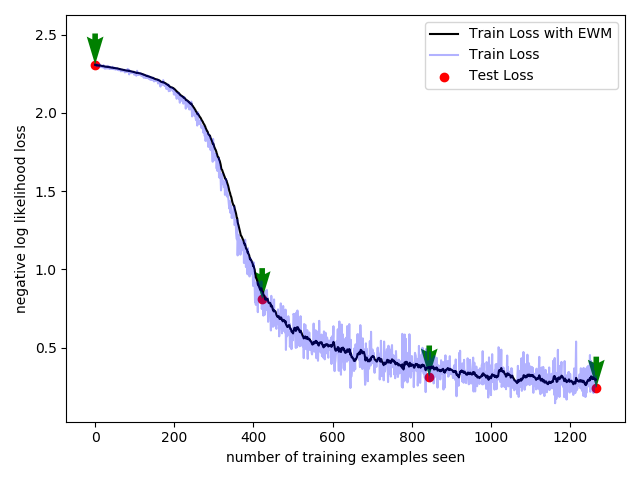 2.5
2.0
1.5
1.0
0.5
negative log likelihood loss
Train Loss with EWM
Train Loss
Test Loss
0 200 400 600 800 1000 1200
number of training examples seen